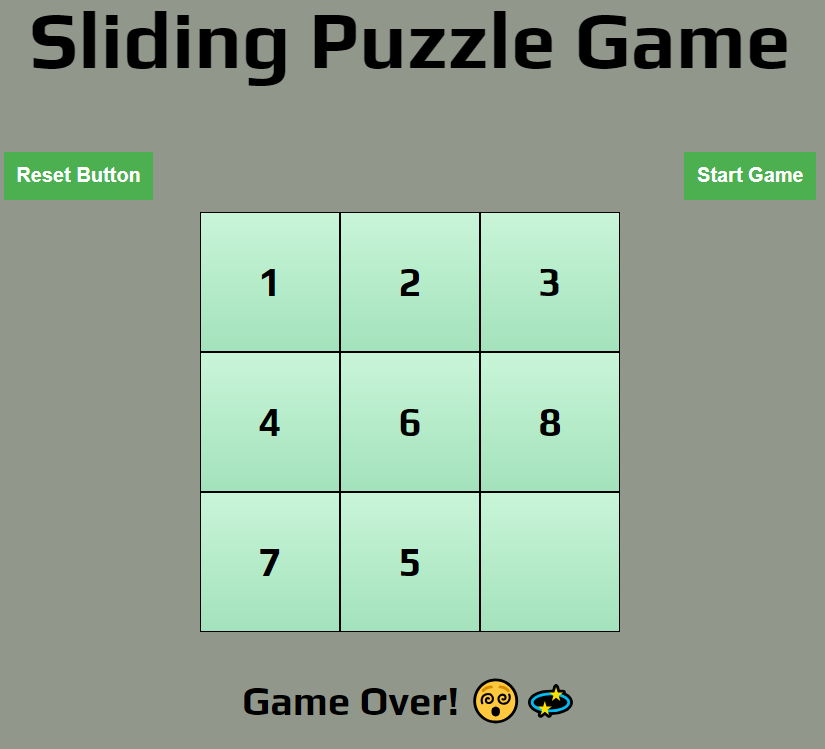 Sliding Puzzle Game
Reset Button
Start Game
1 2 3
4 6 8
7 5
Game Over! 😵‍💫